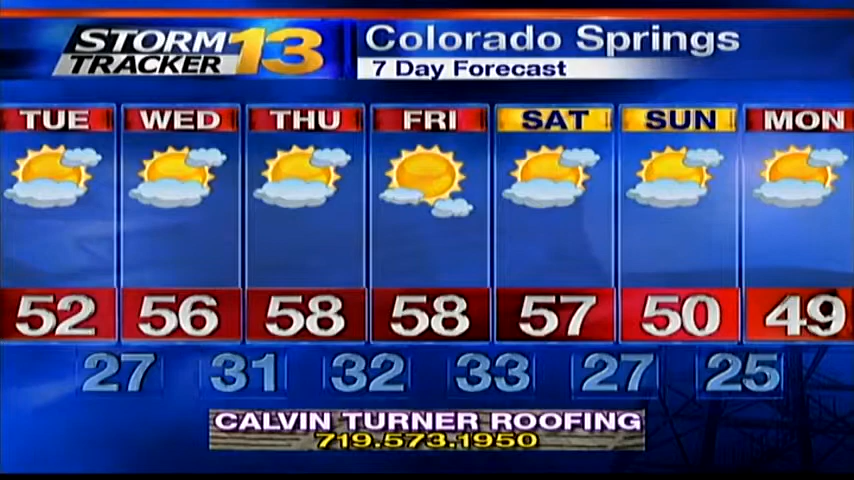 STORM TRACKER 13
Colorado Springs
7 Day Forecast
TUE WED THU FRI SAT SUN MON
52 56 58 58 57 50 49
27 31 32 33 27 25
CALVIN TURNER ROOFING
719.573.1950